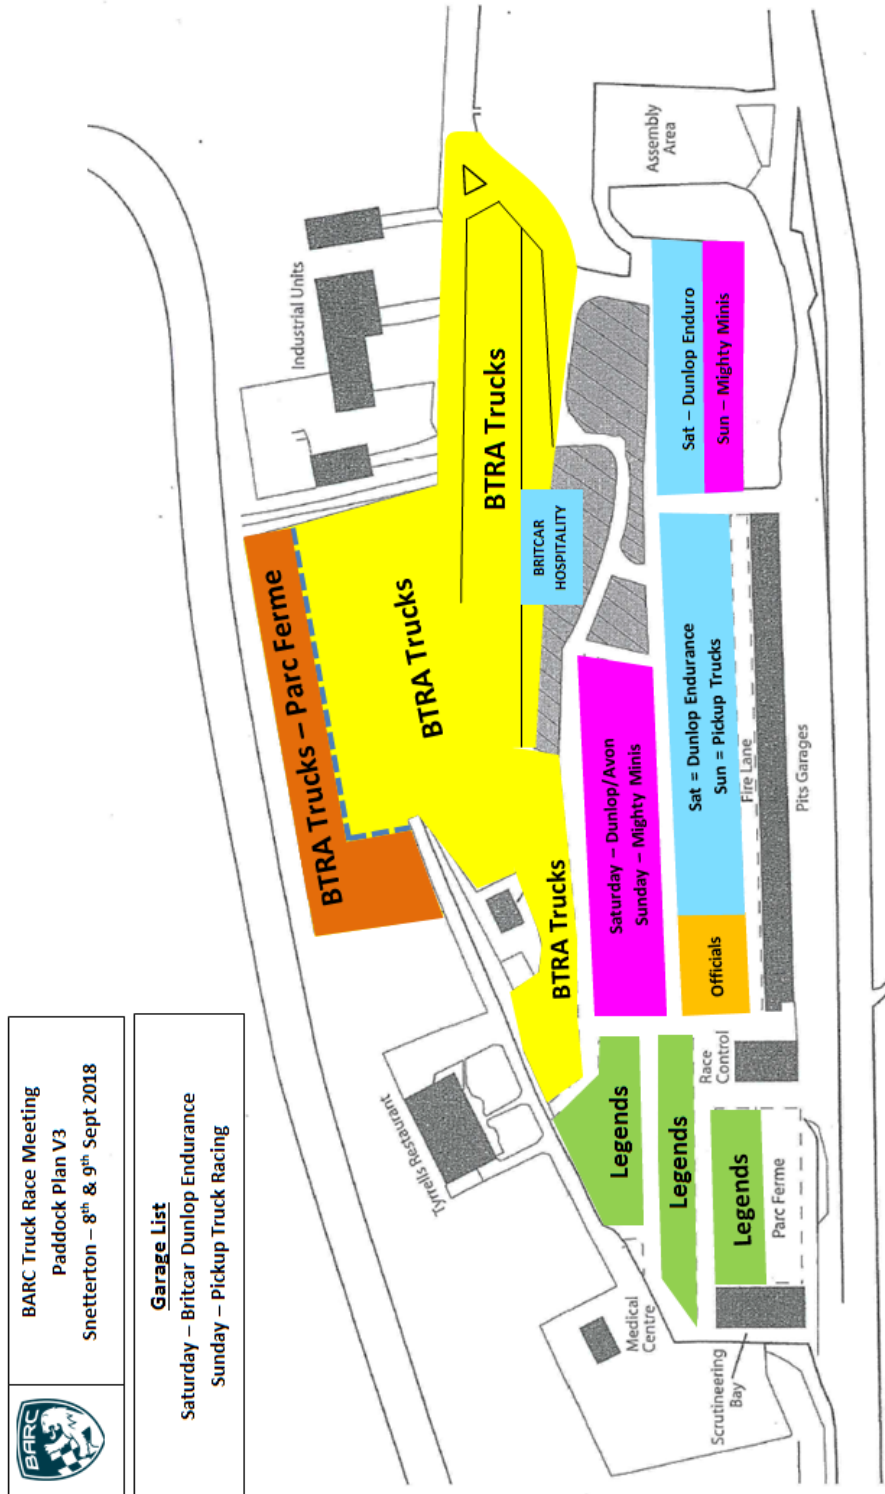 BARC
BARC Truck Race Meeting
Paddock Plan V3
Snetterton – 8th & 9th Sept 2018
Garage List
Saturday – Britcar Dunlop Endurance
Sunday – Pickup Truck Racing
Industrial Units
BTRA Trucks – Parc Ferme
BTRA Trucks
BTRA Trucks
BTRA Trucks
BRITCAR
HOSPITALITY
Assembly
Area
Tyrrells Restaurant
Medical
Centre
Scrutineering
Bay
Legends
Legends
Legends
Parc Ferme
Race
Control
Officials
Saturday – Dunlop/Avon
Sunday – Mighty Minis
Sat = Dunlop Endurance
Sun = Pickup Trucks
Fire Lane
Pits Garages
Sat – Dunlop Enduro
Sun – Mighty Minis